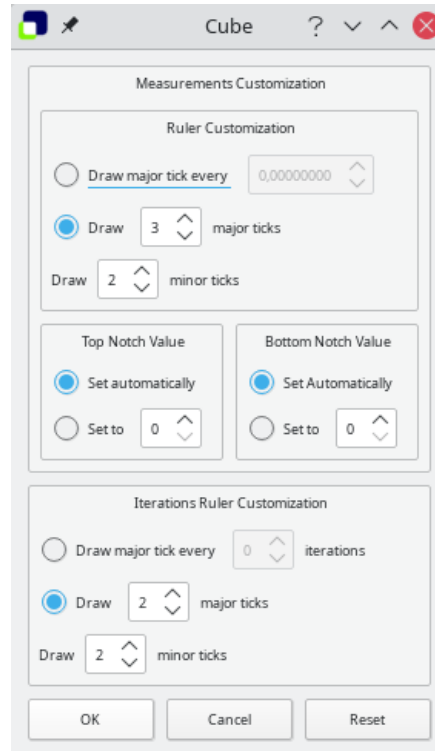 Cube
Measurements Customization
Ruler Customization
Draw major tick every 0,00000000
Draw 3 major ticks
Draw 2 minor ticks
Top Notch Value
Set automatically
Set to 0
Bottom Notch Value
Set Automatically
Set to 0
Iterations Ruler Customization
Draw major tick every 0 iterations
Draw 2 major ticks
Draw 2 minor ticks
OK Cancel Reset